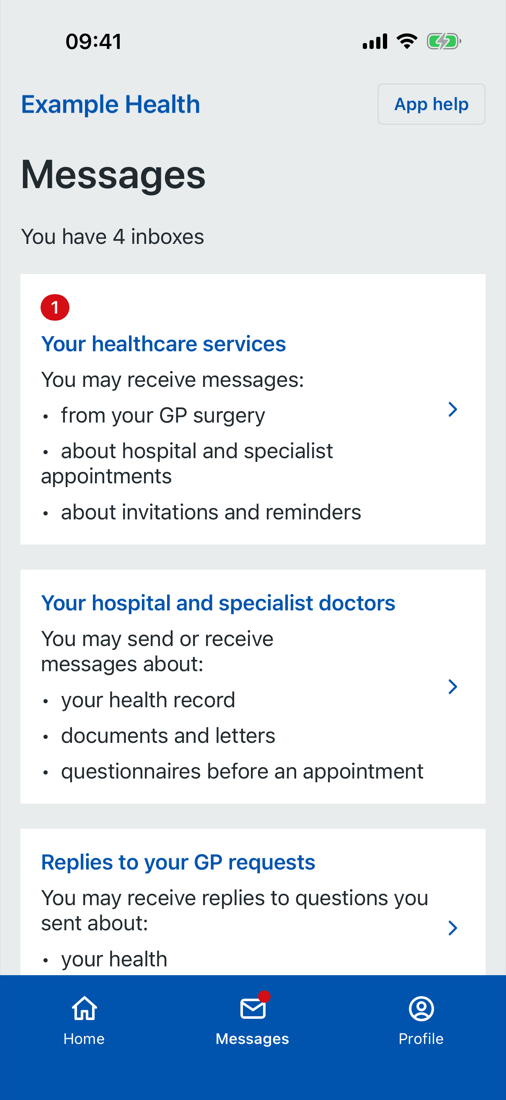 09:41
Example Health
App help
Messages
You have 4 inboxes
1
Your healthcare services
You may receive messages:
• from your GP surgery
• about hospital and specialist
appointments
• about invitations and reminders
Your hospital and specialist doctors
You may send or receive
messages about:
• your health record
• documents and letters
• questionnaires before an appointment
Replies to your GP requests
You may receive replies to questions you
sent about:
• your health
Home
Messages
Profile